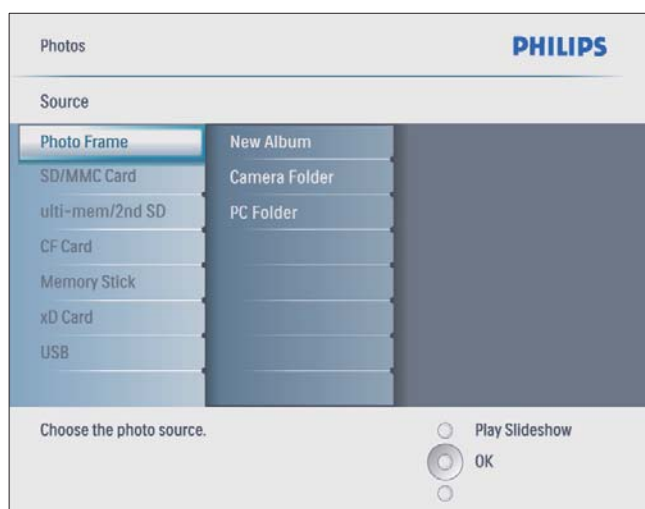 Photos
PHILIPS
Source
Photo Frame
New Album
SD/MMC Card
Camera Folder
ulti-mem/2nd SD
PC Folder
CF Card
Memory Stick
xD Card
USB
Choose the photo source.
Play Slideshow
OK